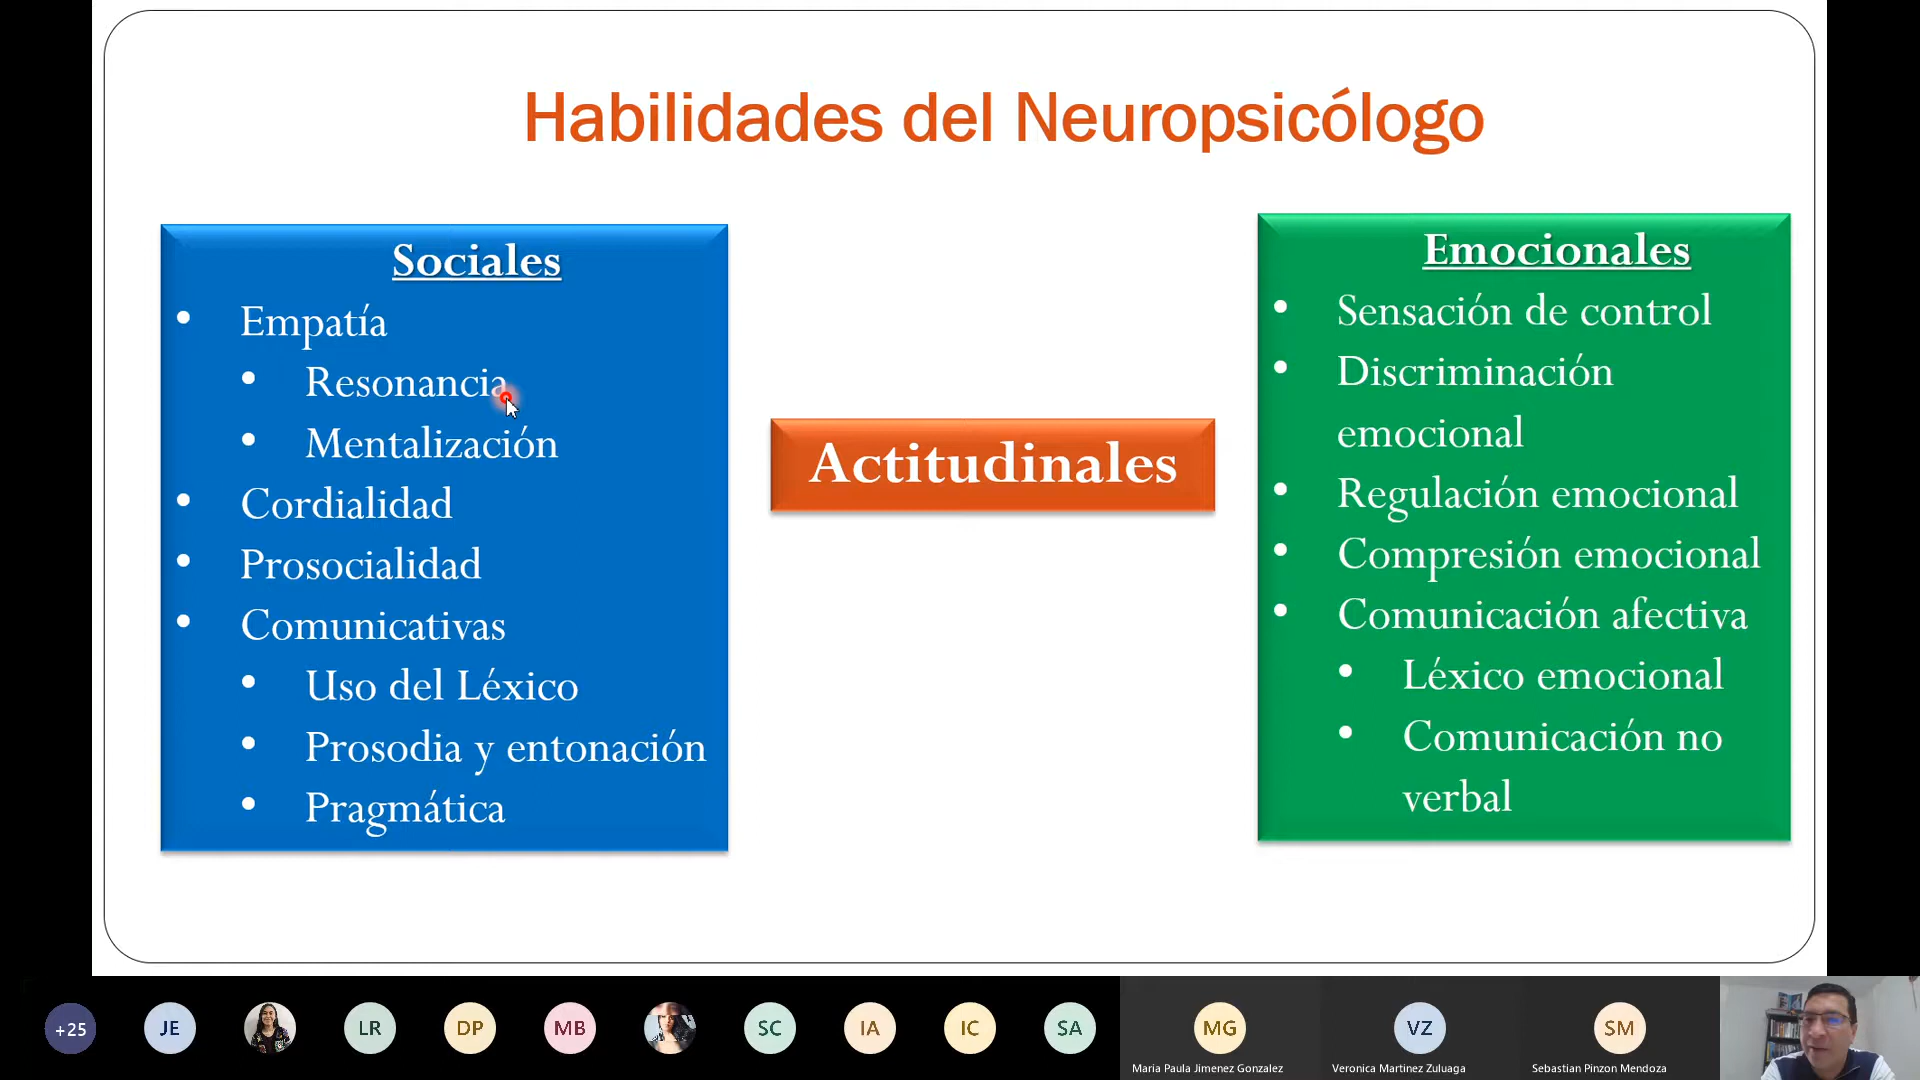 Habilidades del Neuropsicólogo
Sociales
• Empatía
• Resonancia
• Mentalización
• Cordialidad
• Prosocialidad
• Comunicativas
• Uso del Léxico
• Prosodia y entonación
• Pragmática
Actitudinales
Emocionales
• Sensación de control
• Discriminación
emocional
• Regulación emocional
• Compresión emocional
• Comunicación afectiva
• Léxico emocional
• Comunicación no
verbal
+25
JE
LR
DP
MB
SC
IA
IC
SA
MG
Maria Paula Jimenez Gonzalez
VZ
Veronica Martinez Zuluaga
SM
Sebastian Pinzon Mendoza